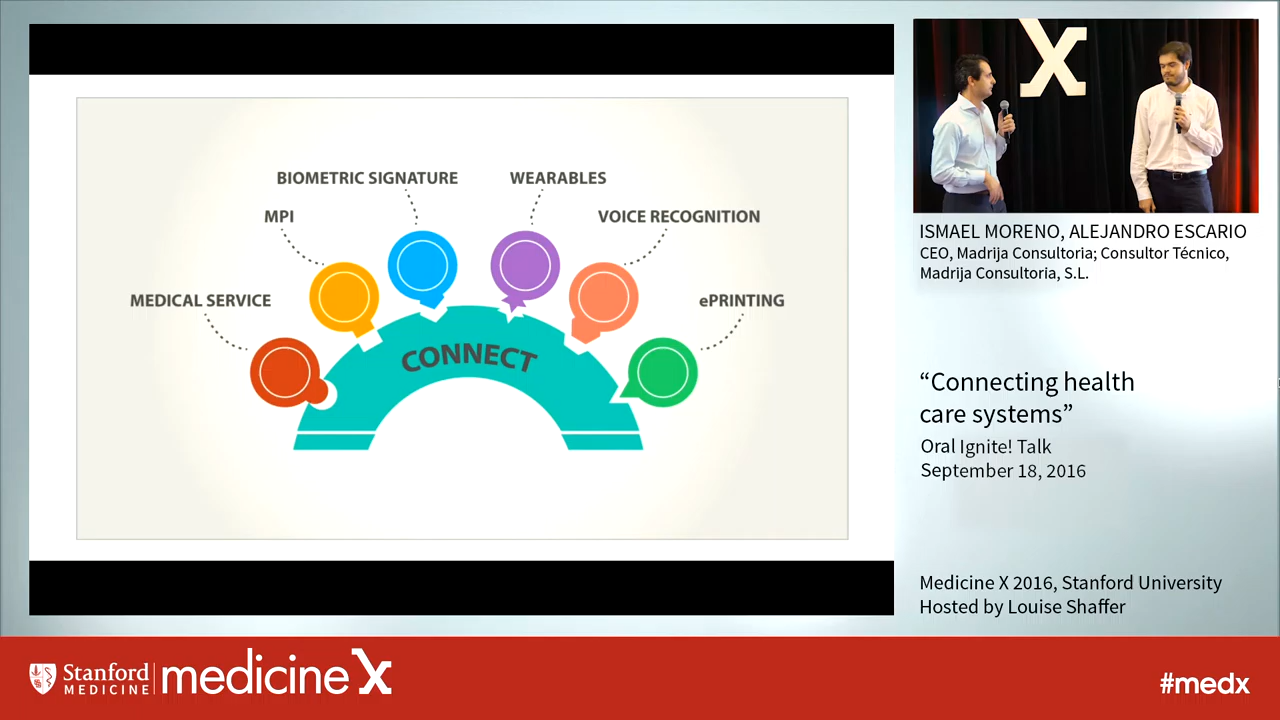 BIOMETRIC SIGNATURE
WEARABLES
MPI
VOICE RECOGNITION
MEDICAL SERVICE
ePRINTING
CONNECT
X
ISMAEL MORENO, ALEJANDRO ESCARIO
CEO, Madrija Consultoria; Consultor Técnico,
Madrija Consultoria, S.L.
“Connecting health
care systems”
Oral Ignite! Talk
September 18, 2016
Medicine X 2016, Stanford University
Hosted by Louise Shaffer
Stanford
MEDICINE
medicine X
#medx